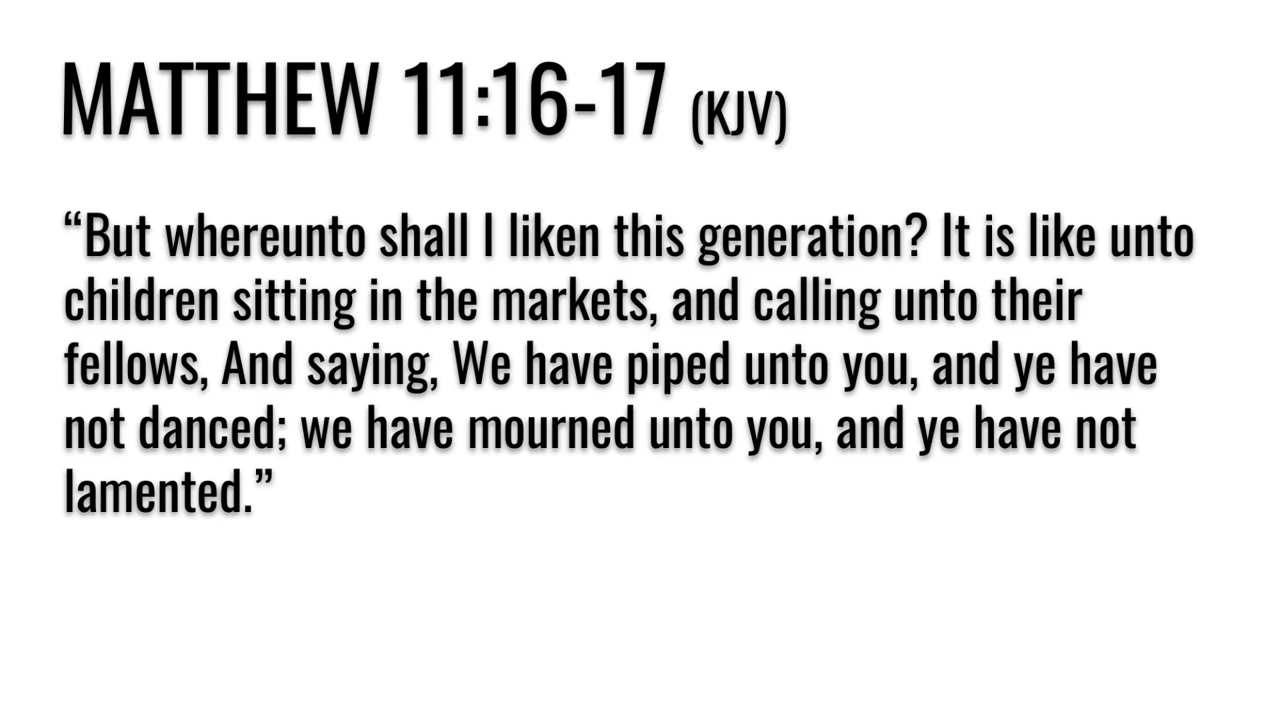 MATTHEW 11:16-17 (KJV)
“But whereunto shall I liken this generation? It is like unto
children sitting in the markets, and calling unto their
fellows, And saying, We have piped unto you, and ye have
not danced; we have mourned unto you, and ye have not
lamented.”